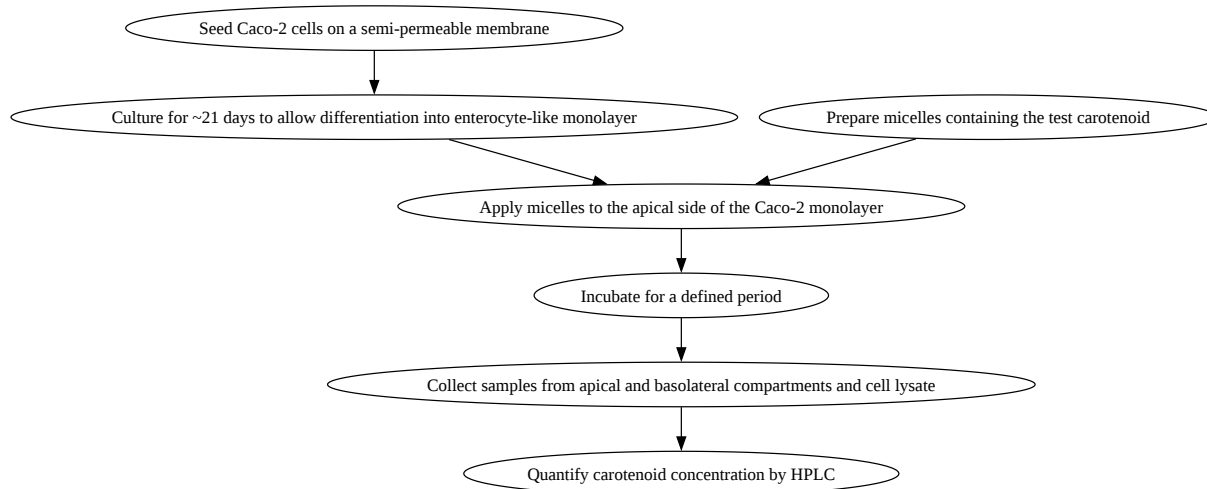 Seed Caco-2 cells on a semi-permeable membrane
Culture for ~21 days to allow differentiation into enterocyte-like monolayer
Prepare micelles containing the test carotenoid
Apply micelles to the apical side of the Caco-2 monolayer
Incubate for a defined period
Collect samples from apical and basolateral compartments and cell lysate
Quantify carotenoid concentration by HPLC